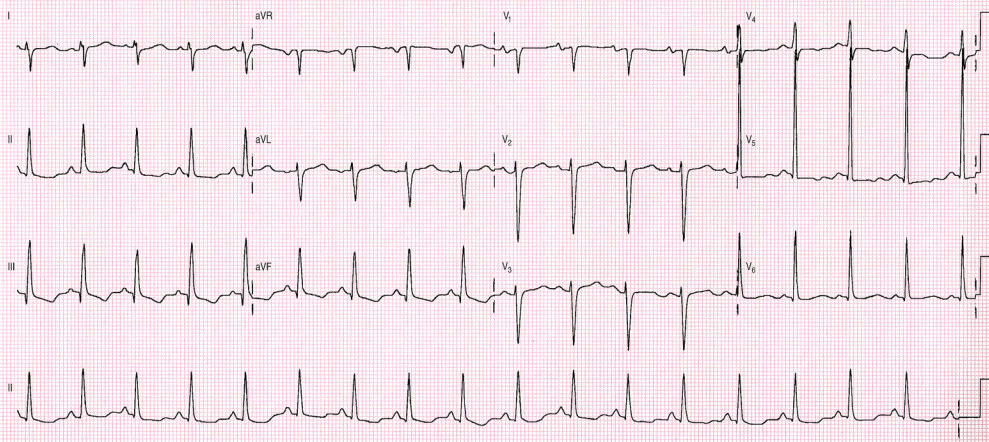 I aVR V1 V4
II aVL V2 V5
III aVF V3 V6
II